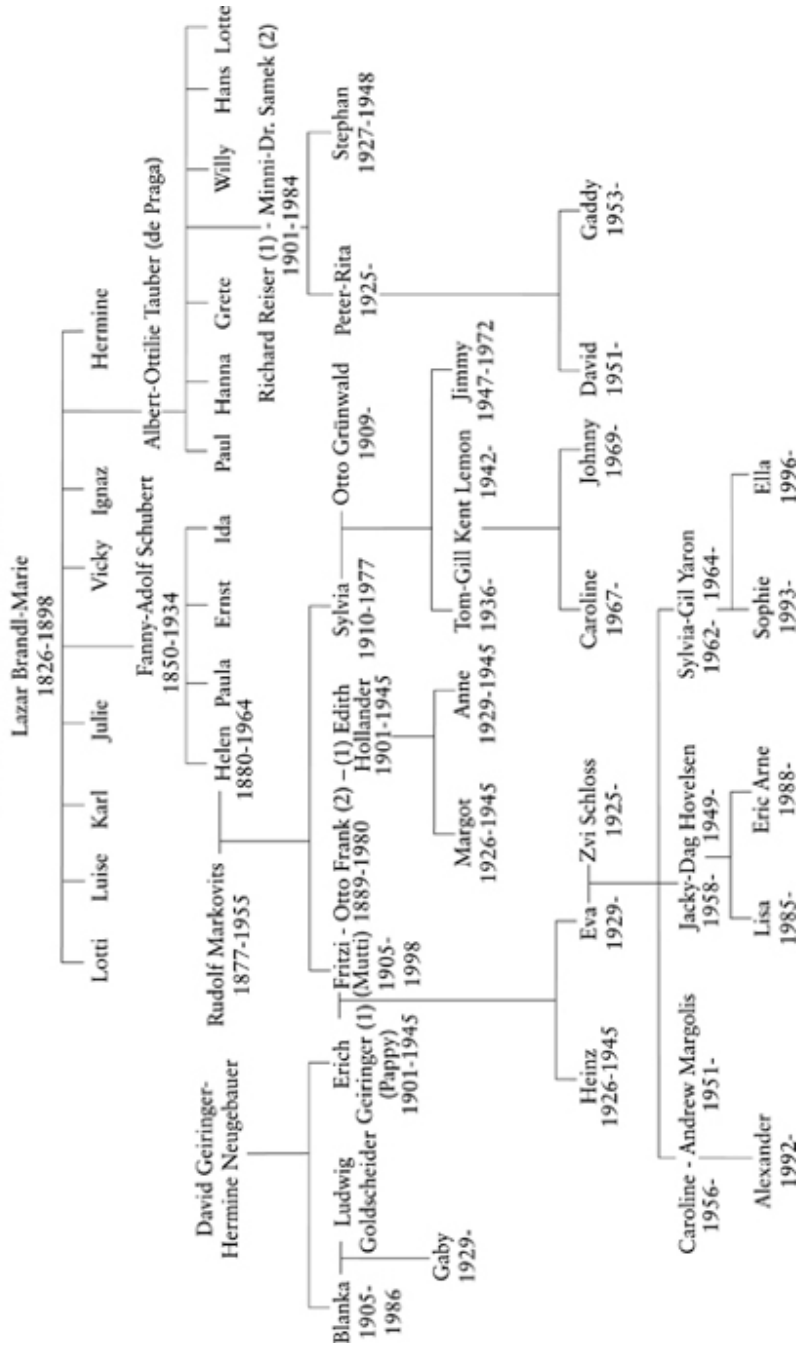 Lazar Brandl-Marie
1826-1898
Lotti Luise Karl Julie Vicky Ignaz Hermine
Fanny-Adolf Schubert
1850-1934
Albert-Ottilie Tauber (de Praga)
David Geiringer-
Hermine Neugebauer
Rudolf Markovits
1877-1955
Helen
1880-1964
Paula Ernst Ida
Paul Hanna Grete Willy Hans Lotte
Richard Reiser (1) - Minni-Dr. Samek (2)
1901-1984
Blanka
1905-
1986
Ludwig
Goldscheider
Erich
Geiringer (1)
(Pappy)
1901-1945
Fritzi - Otto Frank (2) – (1) Edith
(Mutti) 1889-1980
Hollander
1905-
1901-1945
1998
Sylvia
1910-1977
Otto Grünwald
1909-
Peter-Rita
1925-
Stephan
1927-1948
Gaby
1929-
Margot
1926-1945
Anne
1929-1945
Tom-Gill Kent Lemon
1936- 1942-
Jimmy
1947-1972
Heinz
1926-1945
Eva
1929-
Zvi Schloss
1925-
Caroline
1967-
Johnny
1969-
David
1951-
Gaddy
1953-
Caroline - Andrew Margolis
1956- 1951-
Jacky-Dag Hovelsen
1958- 1949-
Sylvia-Gil Yaron
1962- 1964-
Alexander
1992-
Lisa
1985-
Eric Arne
1988-
Sophie
1993-
Ella
1996-